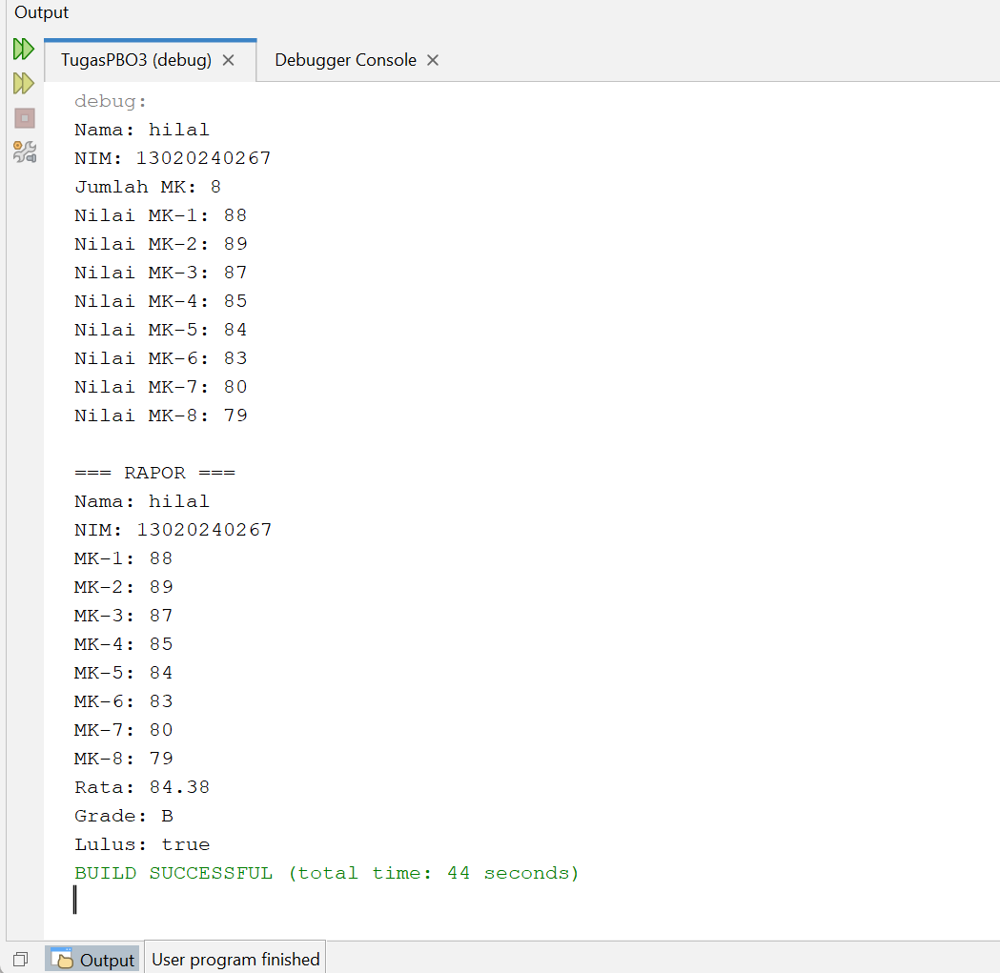 Output
TugasPBO3 (debug) ×
Debugger Console ×
debug:
Nama: hilal
NIM: 13020240267
Jumlah MK: 8
Nilai MK-1: 88
Nilai MK-2: 89
Nilai MK-3: 87
Nilai MK-4: 85
Nilai MK-5: 84
Nilai MK-6: 83
Nilai MK-7: 80
Nilai MK-8: 79
=== RAPOR ===
Nama: hilal
NIM: 13020240267
MK-1: 88
MK-2: 89
MK-3: 87
MK-4: 85
MK-5: 84
MK-6: 83
MK-7: 80
MK-8: 79
Rata: 84.38
Grade: B
Lulus: true
BUILD SUCCESSFUL (total time: 44 seconds)
Output
User program finished